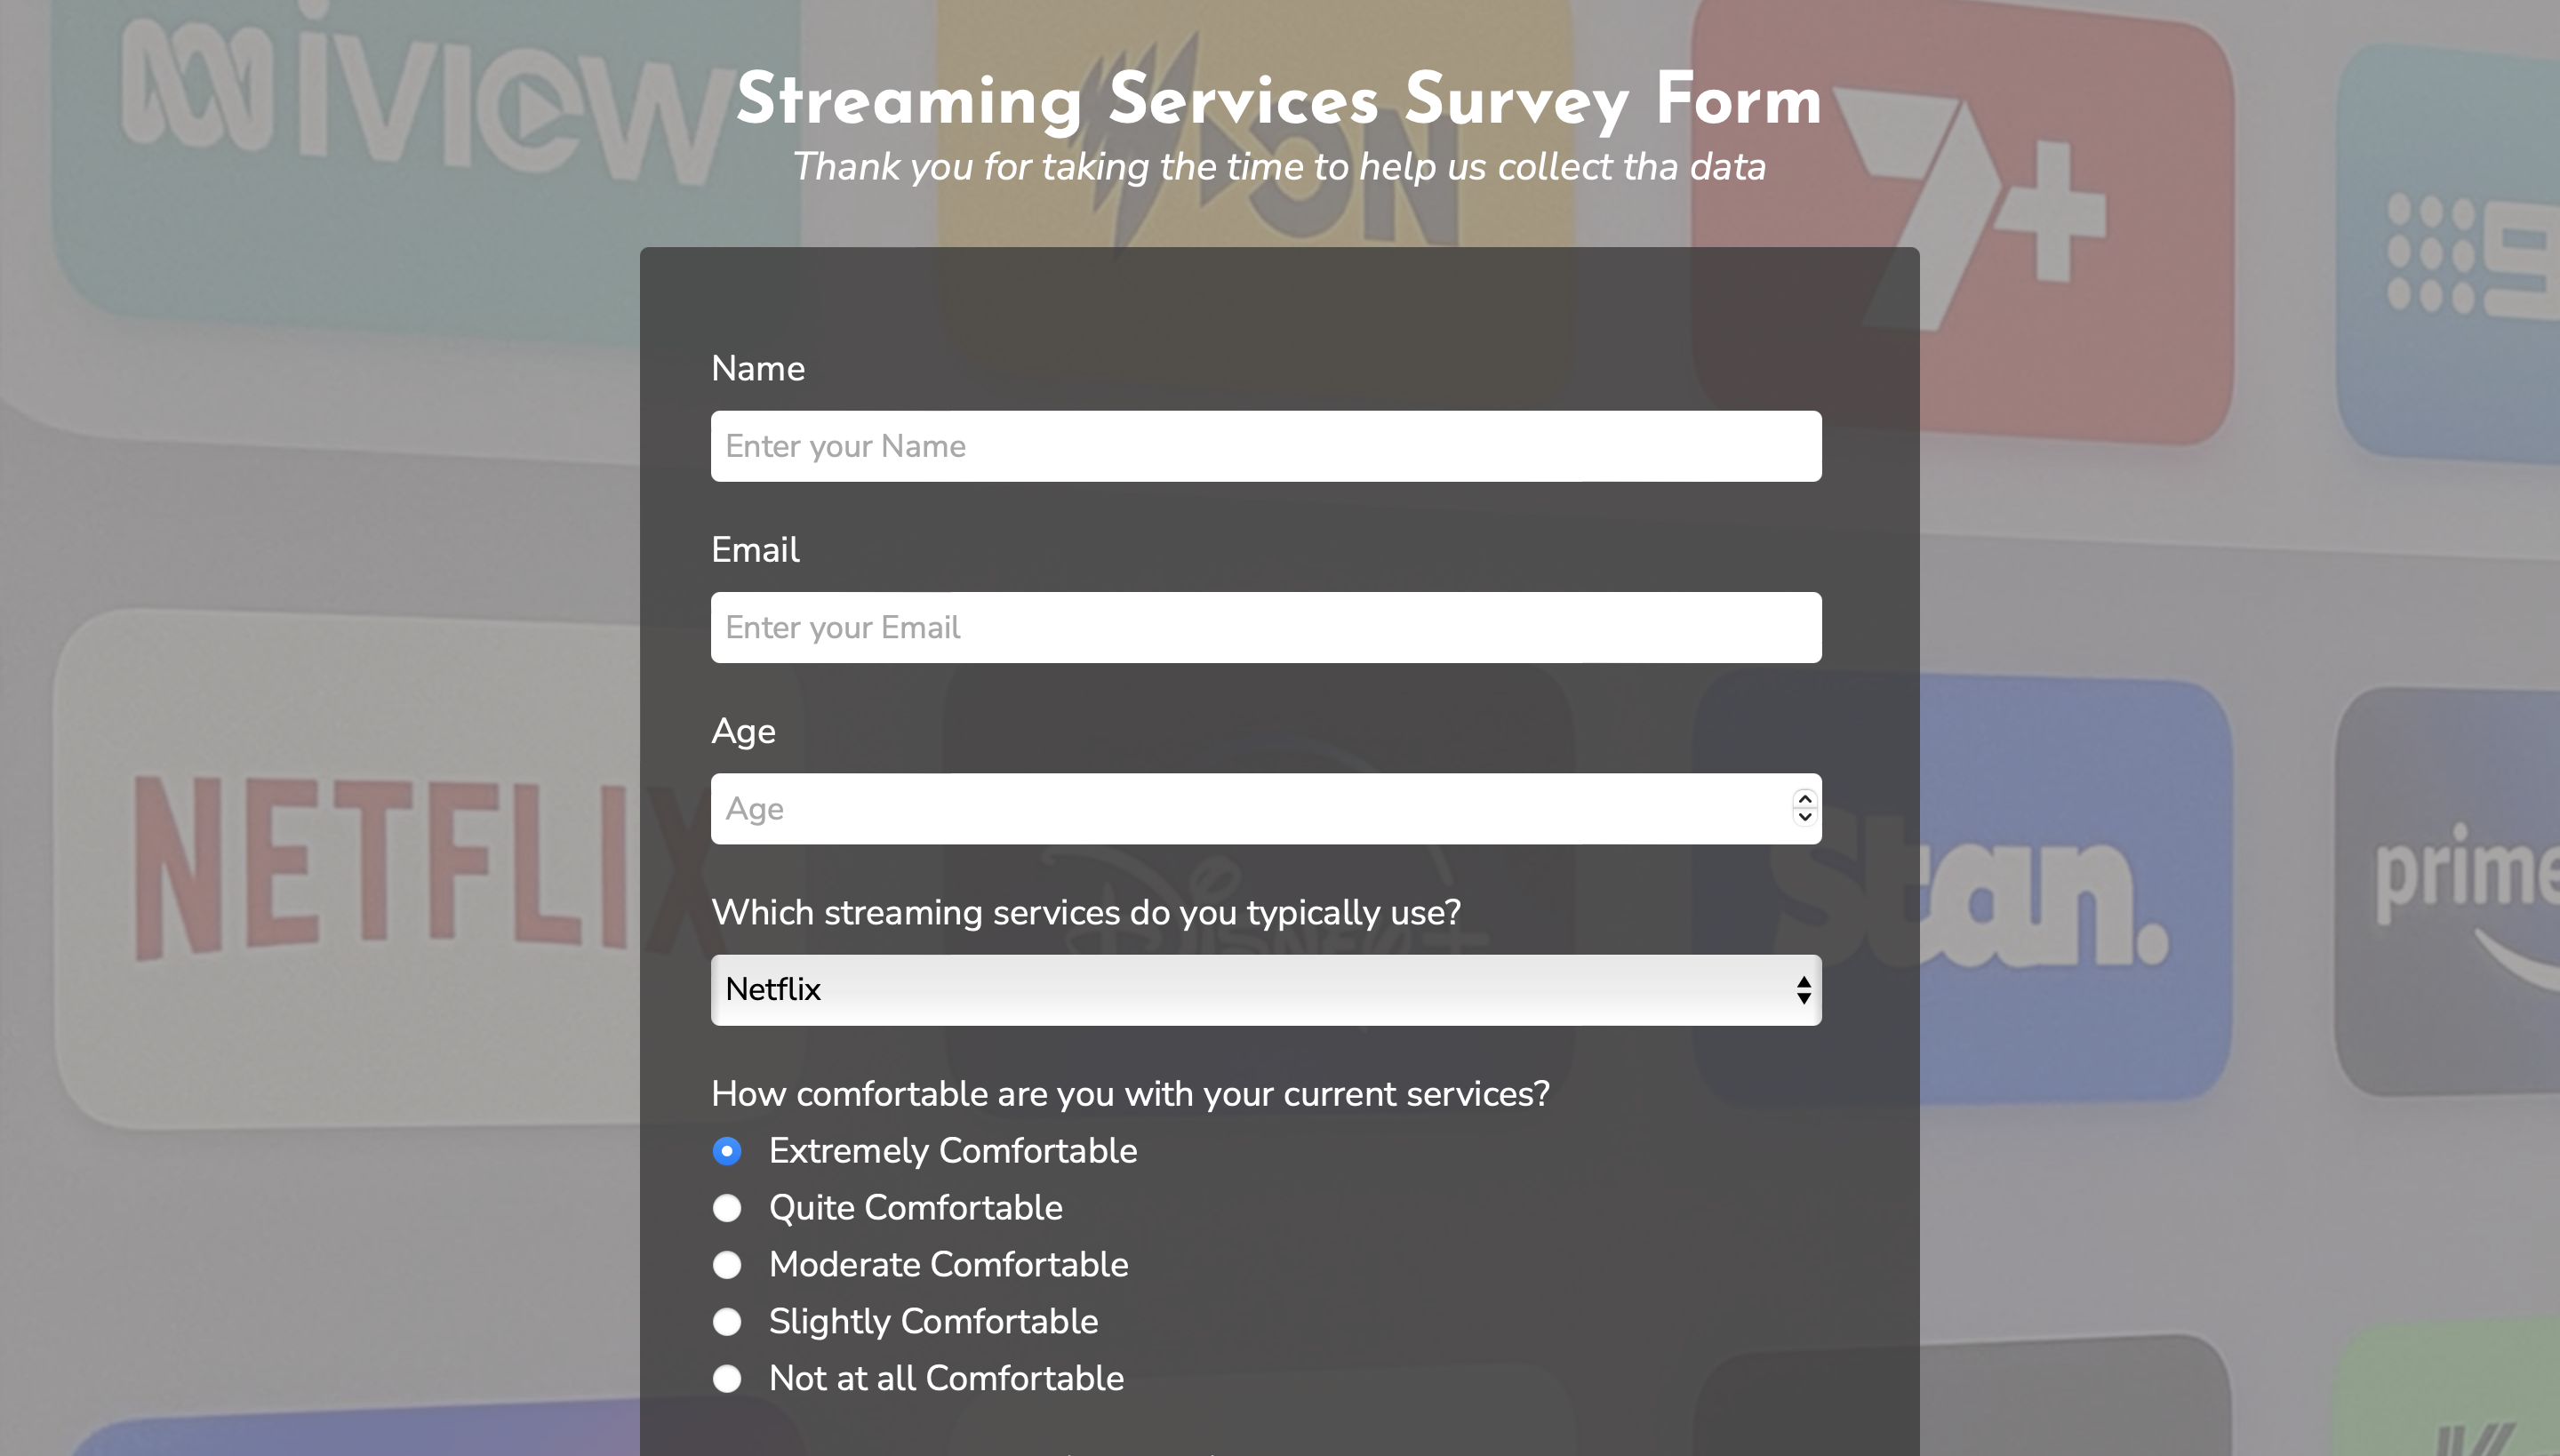 iview
Streaming Services Survey Form
Thank you for taking the time to help us collect tha data
ON
7+
9
Name
Enter your Name
Email
Enter your Email
Age
Age
NETFLIX
Disney+
Stan.
prime
Which streaming services do you typically use?
Netflix
How comfortable are you with your current services?
Extremely Comfortable
Quite Comfortable
Moderate Comfortable
Slightly Comfortable
Not at all Comfortable